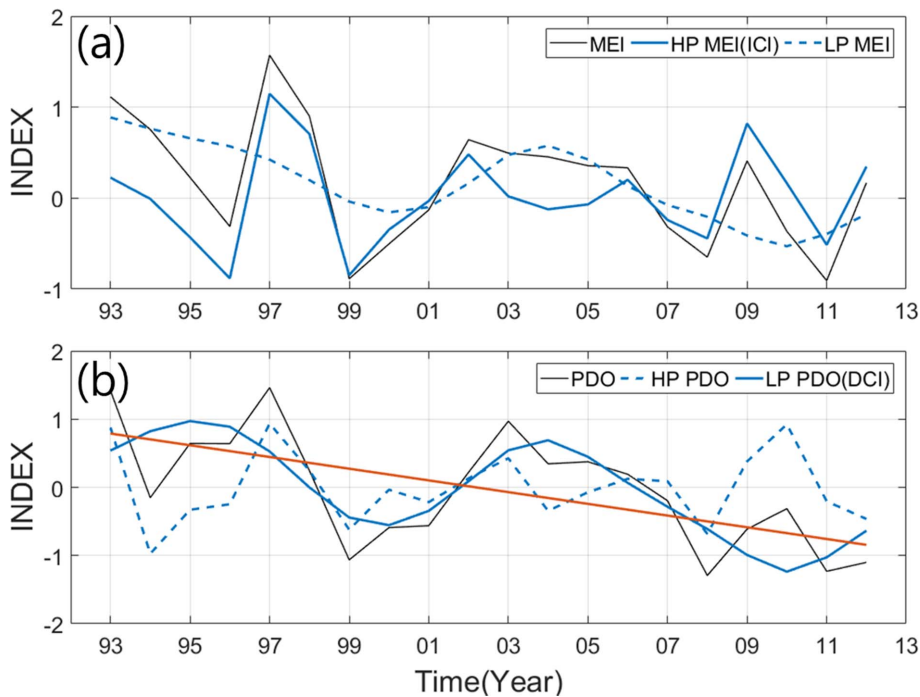 (a)
MEI HP MEI(ICI) LP MEI
INDEX
2
1
0
-1
93 95 97 99 01 03 05 07 09 11 13
(b)
PDO HP PDO LP PDO(DCI)
INDEX
2
1
0
-1
-2
93 95 97 99 01 03 05 07 09 11 13
Time(Year)